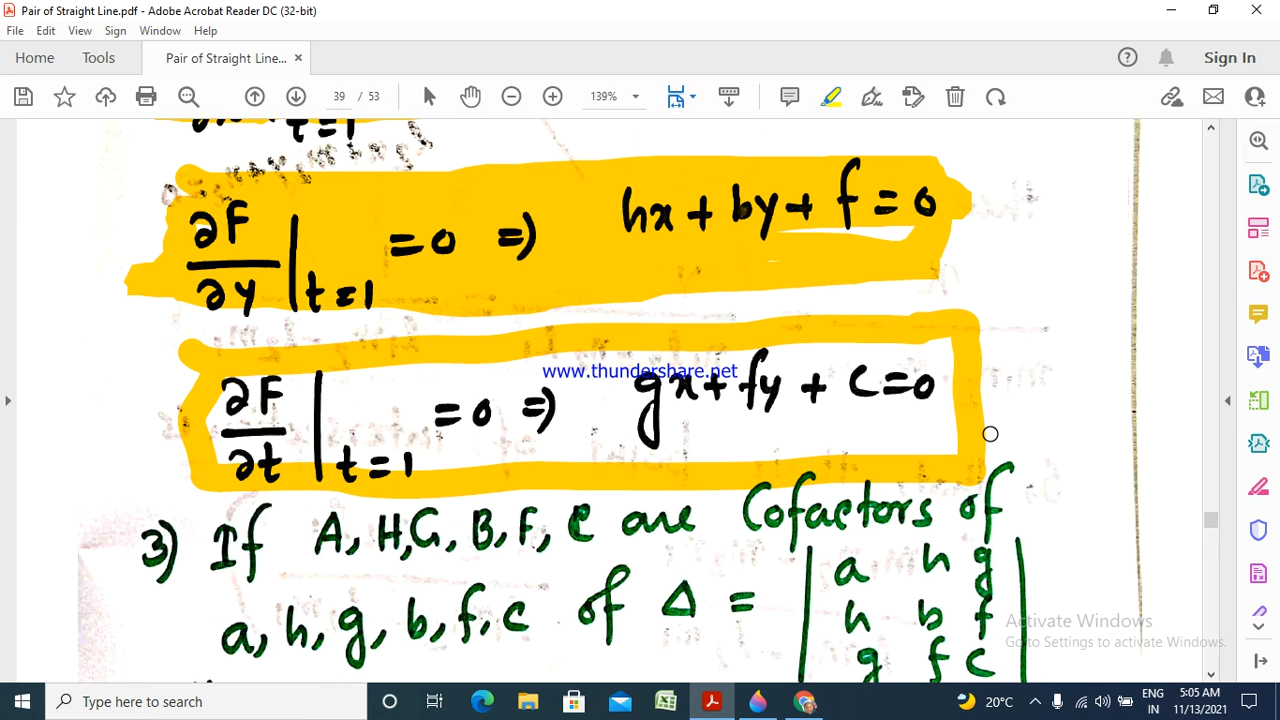 Pair of Straight Line.pdf - Adobe Acrobat Reader DC (32-bit)
File Edit View Sign Window Help
Home Tools Pair of Straight Line... × Sign In
39 / 53 139%
t=1
∂F/∂y |t=1 =0 ⇒ hx + by + f = 0
www.thundershare.net
∂F/∂t |t=1 =0 ⇒ gx + fy + c = 0
3) If A, H, G, B, F, C are Cofactors of
a, h, g, b, f, c of Δ = | a h g
h b f
g f c |
Activate Windows
Go to Settings to activate Windows.
Type here to search
20°C ENG IN 5:05 AM 11/13/2021